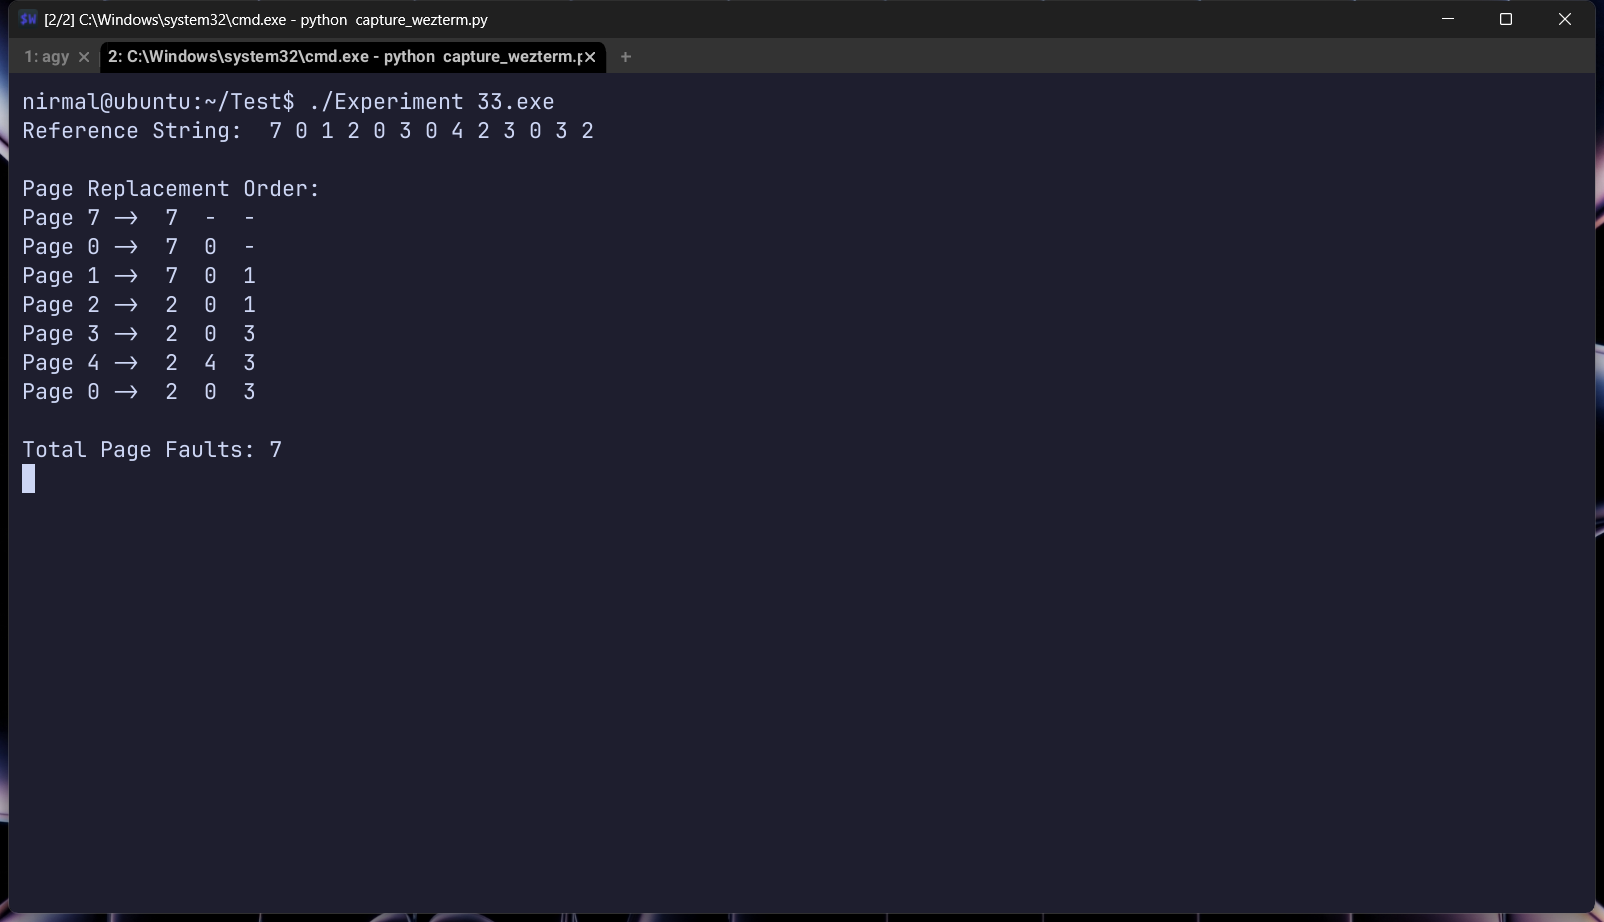 [2/2] C:\Windows\system32\cmd.exe - python  capture_wezterm.py
1: agy × 2: C:\Windows\system32\cmd.exe - python  capture_wezterm.p × +
nirmal@ubuntu:~/Test$ ./Experiment 33.exe
Reference String:  7 0 1 2 0 3 0 4 2 3 0 3 2
Page Replacement Order:
Page 7 →  7  -  -
Page 0 →  7  0  -
Page 1 →  7  0  1
Page 2 →  2  0  1
Page 3 →  2  0  3
Page 4 →  2  4  3
Page 0 →  2  0  3
Total Page Faults: 7